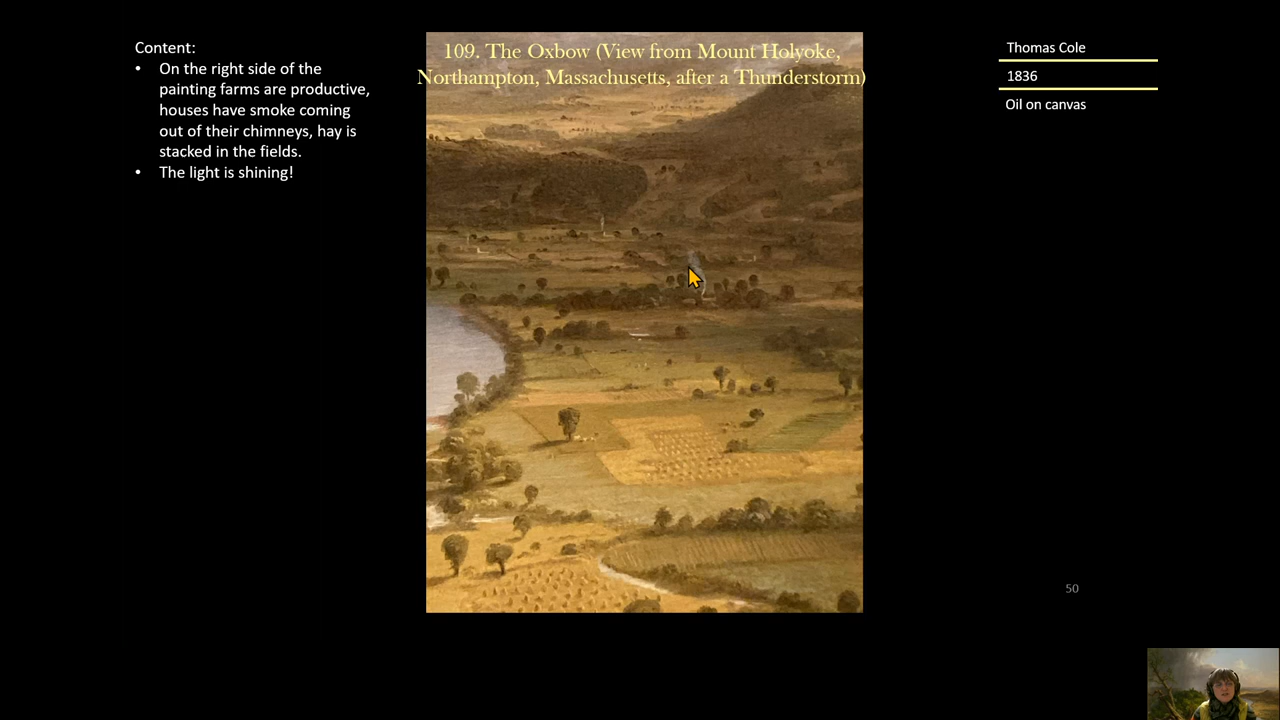 Content:
• On the right side of the
painting farms are productive,
houses have smoke coming
out of their chimneys, hay is
stacked in the fields.
• The light is shining!
109. The Oxbow (View from Mount Holyoke,
Northampton, Massachusetts, after a Thunderstorm)
Thomas Cole
1836
Oil on canvas
50